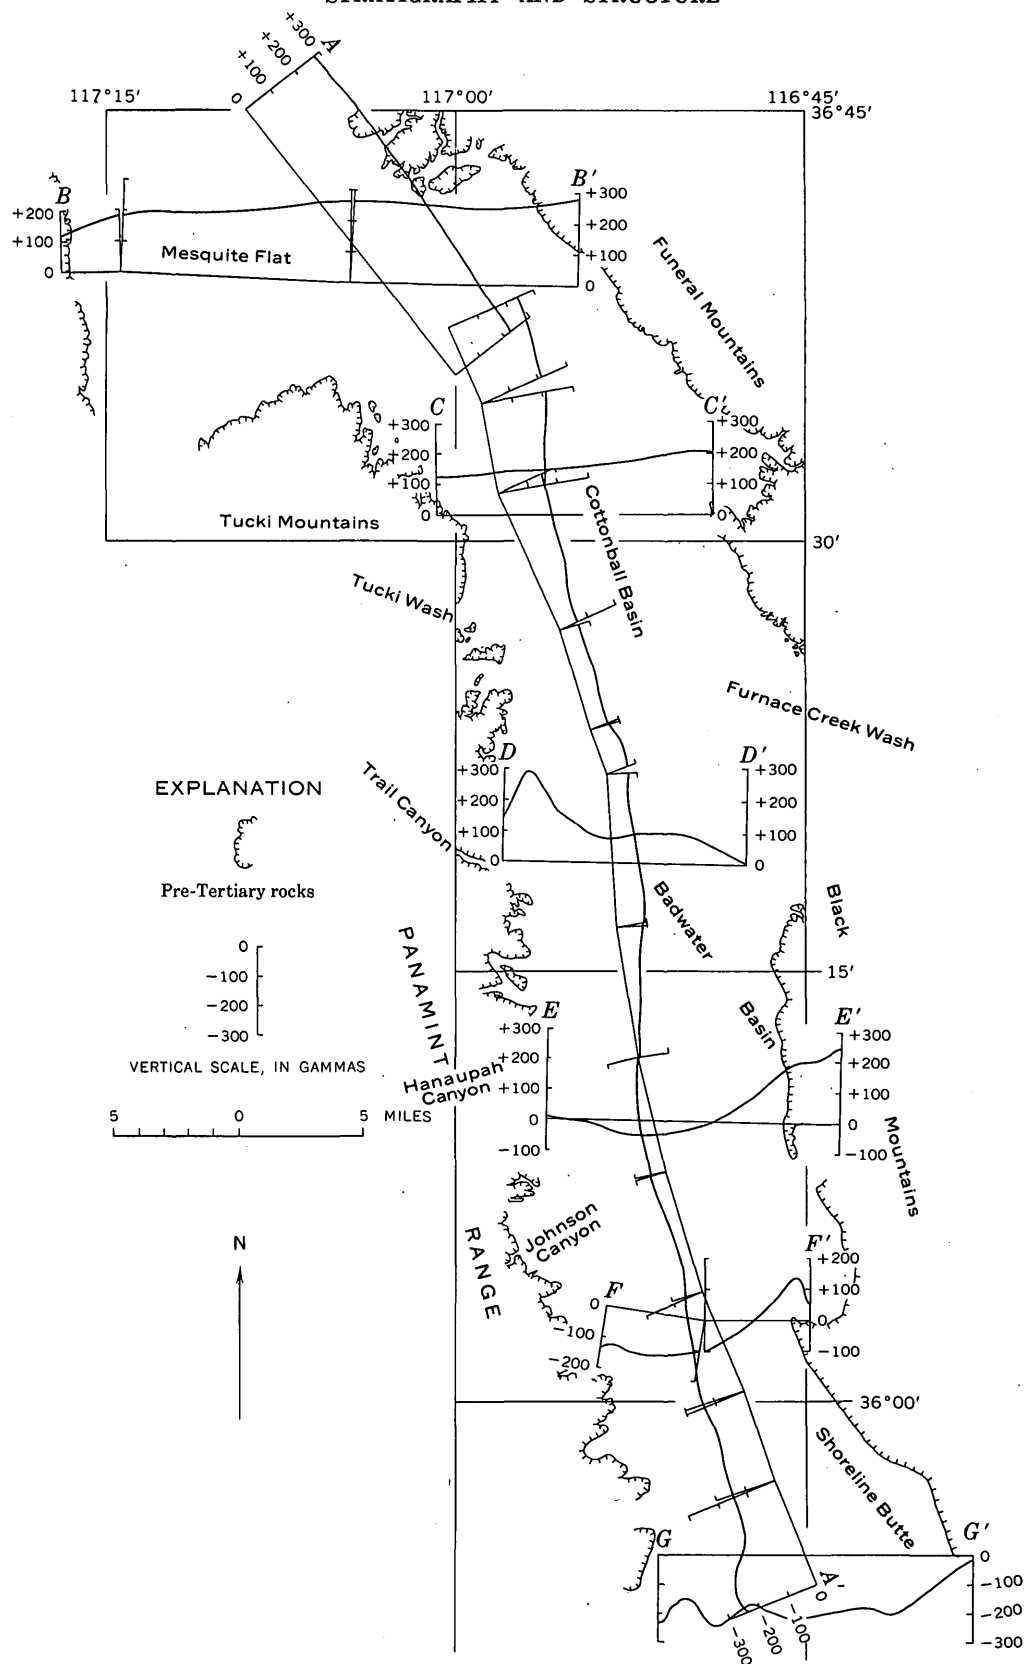 STRATIGRAPHY AND STRUCTURE
+300 A
+200
+100
0
117°15′
117°00′
116°45′
36°45′
B
+200
+100
0
B′
+300
+200
+100
0
Mesquite Flat
Funeral Mountains
C
+300
+200
+100
0
C′
+300
+200
+100
0
Tucki Mountains
Cottonball Basin
30′
Tucki Wash
Furnace Creek Wash
D
+300
+200
+100
0
D′
+300
+200
+100
0
Trail Canyon
EXPLANATION
Pre-Tertiary rocks
0
−100
−200
−300
VERTICAL SCALE, IN GAMMAS
5 0 5 MILES
Badwater
Basin
Black
Mountains
15′
PANAMINT
RANGE
E
+300
+200
+100
0
−100
E′
+300
+200
+100
0
−100
Hanaupah
Canyon
Johnson
Canyon
N
F
0
−100
−200
F′
+200
+100
0
−100
36°00′
Shoreline Butte
G
G′
0
−100
−200
−300
A′
0
−100
−200
−300